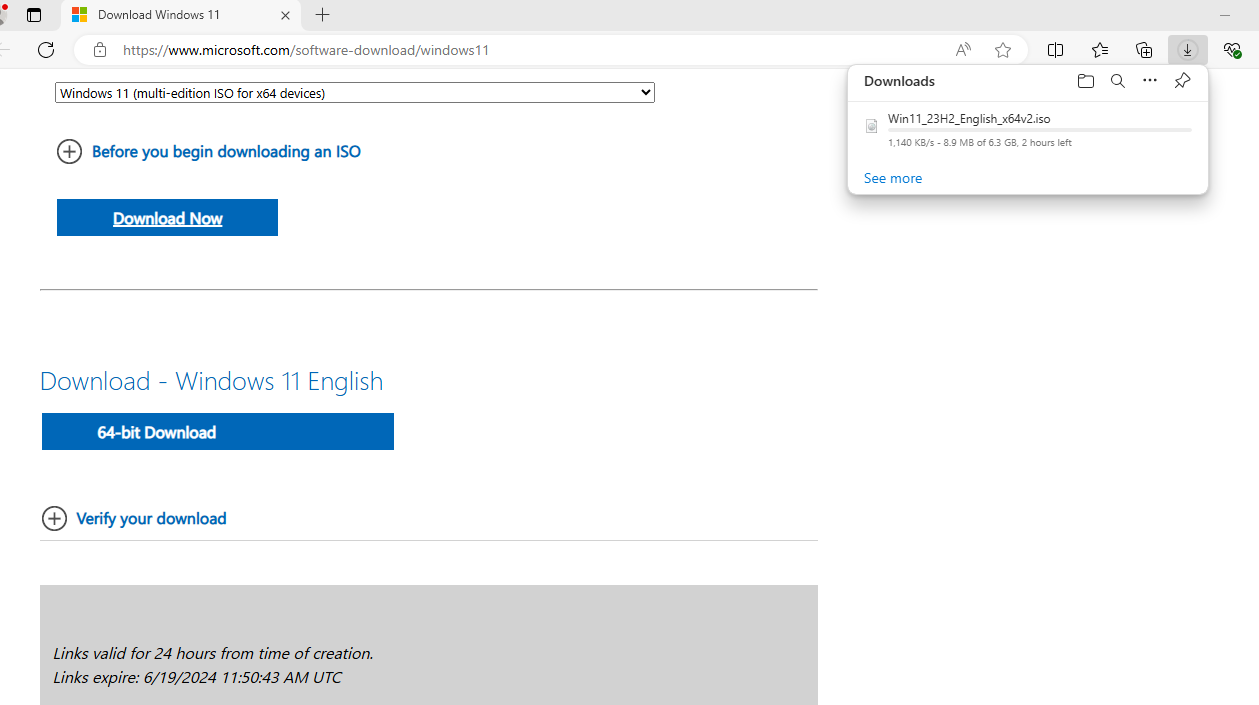 Download Windows 11
https://www.microsoft.com/software-download/windows11
Downloads
Win11_23H2_English_x64v2.iso
1,140 KB/s - 8.9 MB of 6.3 GB, 2 hours left
See more
Windows 11 (multi-edition ISO for x64 devices)
Before you begin downloading an ISO
Download Now
Download - Windows 11 English
64-bit Download
Verify your download
Links valid for 24 hours from time of creation.
Links expire: 6/19/2024 11:50:43 AM UTC